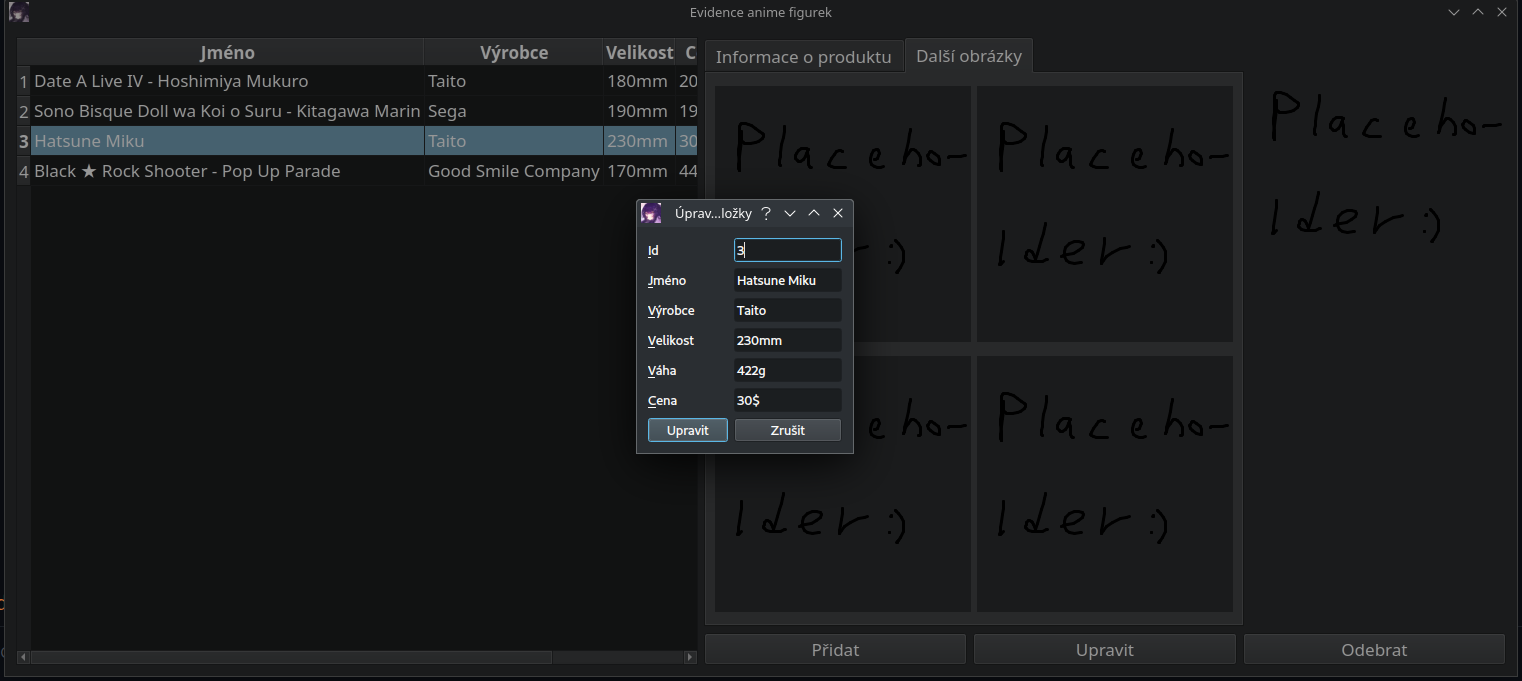 Evidence anime figurek
Jméno Výrobce Velikost C
1 Date A Live IV - Hoshimiya Mukuro Taito 180mm 20
2 Sono Bisque Doll wa Koi o Suru - Kitagawa Marin Sega 190mm 19
3 Hatsune Miku Taito 230mm 30
4 Black ★ Rock Shooter - Pop Up Parade Good Smile Company 170mm 44
Informace o produktu Další obrázky
Placeho-
lder :)
Placeho-
lder :)
Placeho-
lder :)
eho-
lder :)
Placeho-
lder :)
Úprav...ložky ?
Id 3
Jméno Hatsune Miku
Výrobce Taito
Velikost 230mm
Váha 422g
Cena 30$
Upravit Zrušit
Přidat Upravit Odebrat